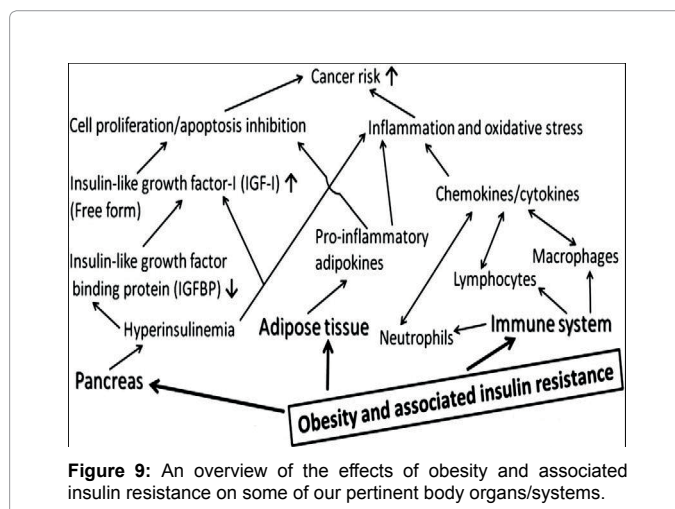 Cancer risk ↑
Cell proliferation/apoptosis inhibition
Inflammation and oxidative stress
Insulin-like growth factor-I (IGF-I) ↑
(Free form)
Chemokines/cytokines
Pro-inflammatory
adipokines
Macrophages
Insulin-like growth factor
binding protein (IGFBP) ↓
Lymphocytes
Hyperinsulinemia
Adipose tissue
Neutrophils
Immune system
Pancreas
Obesity and associated insulin resistance
Figure 9: An overview of the effects of obesity and associated
insulin resistance on some of our pertinent body organs/systems.